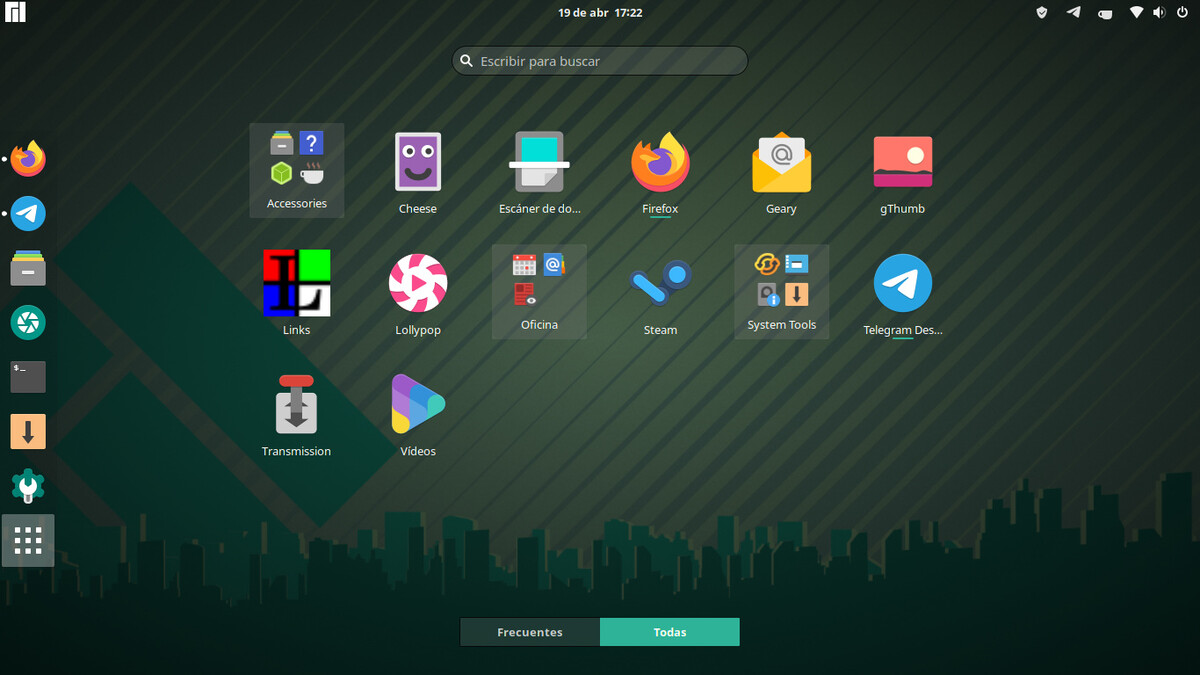 19 de abr 17:22
Escribir para buscar
Accessories
Cheese
Escáner de do...
Firefox
Geary
gThumb
Links
Lollypop
Oficina
Steam
System Tools
Telegram Des...
Transmission
Vídeos
$_
Frecuentes
Todas